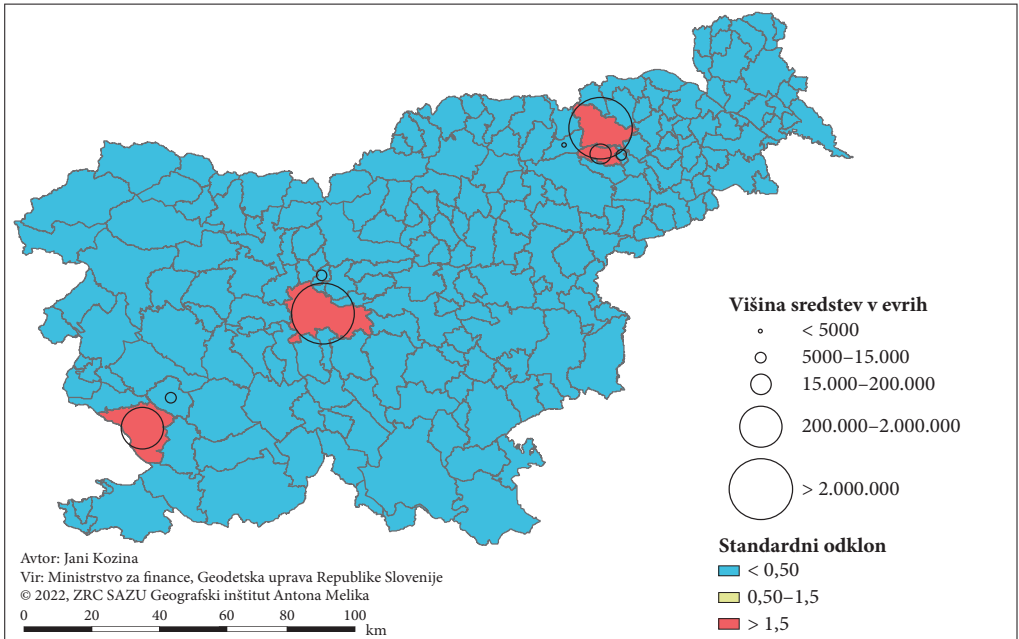 Višina sredstev v evrih
< 5000
5000–15.000
15.000–200.000
200.000–2.000.000
> 2.000.000
Standardni odklon
< 0,50
0,50–1,5
> 1,5
Avtor: Jani Kozina
Vir: Ministrstvo za finance, Geodetska uprava Republike Slovenije
© 2022, ZRC SAZU Geografski inštitut Antona Melika
0 20 40 60 80 100
km